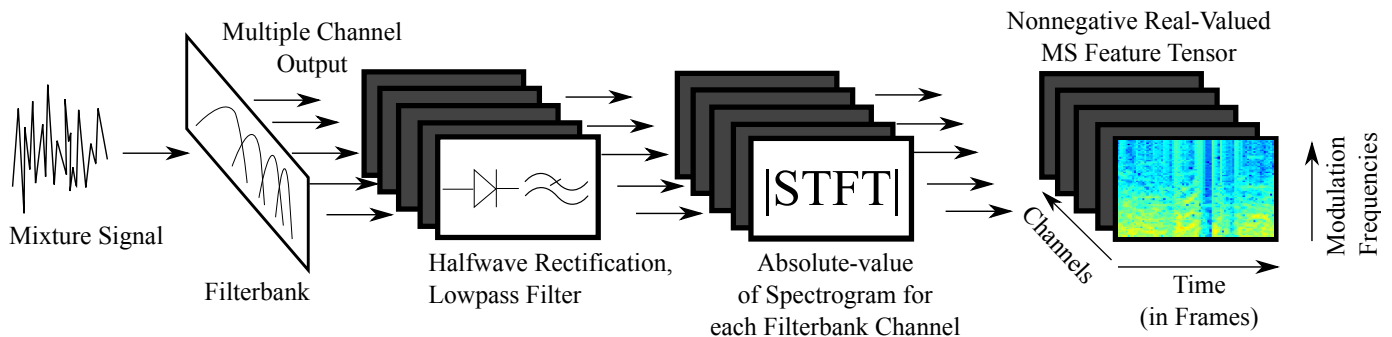 Mixture Signal
Filterbank
Multiple Channel
Output
Halfwave Rectification,
Lowpass Filter
|STFT|
Absolute-value
of Spectrogram for
each Filterbank Channel
Nonnegative Real-Valued
MS Feature Tensor
Channels
Time
(in Frames)
Modulation
Frequencies